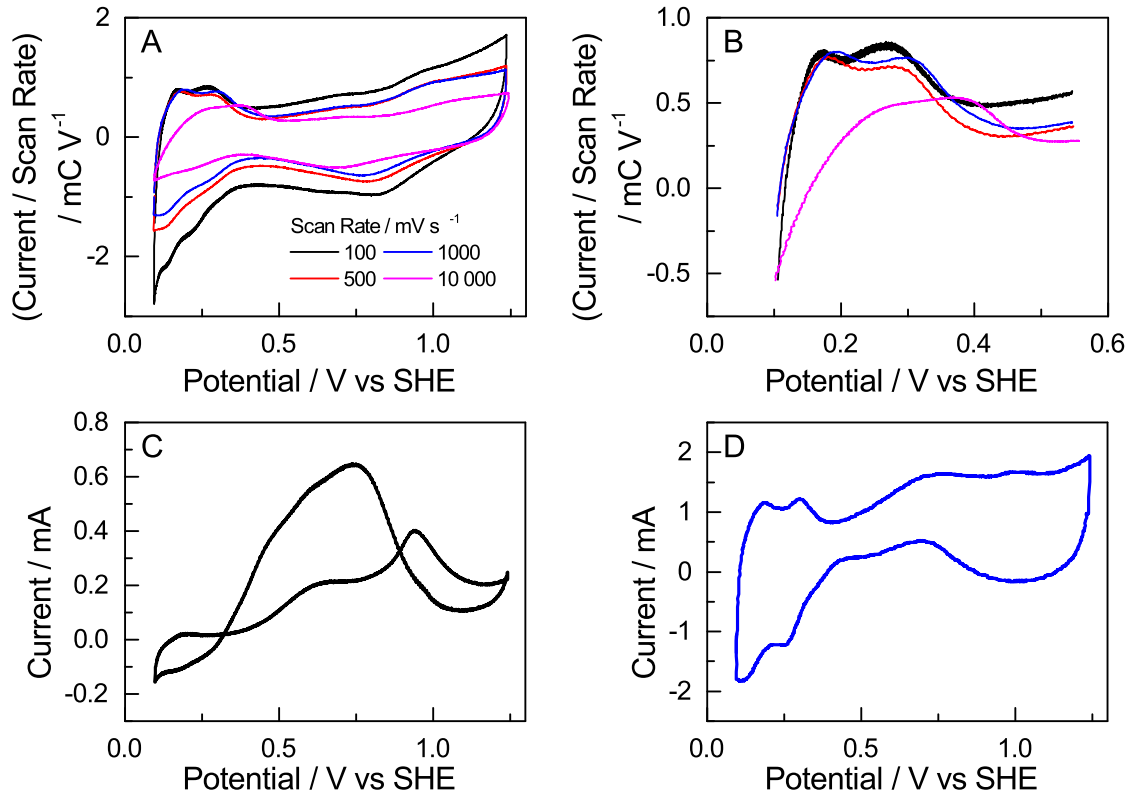 A
2
0
-2
0.0
0.5
1.0
(Current / Scan Rate)
/ mC V-1
Potential / V vs SHE
Scan Rate / mV s -1
100
1000
500
10 000
B
1.0
0.5
0.0
-0.5
0.0
0.2
0.4
0.6
(Current / Scan Rate)
/ mC V-1
Potential / V vs SHE
C
0.8
0.6
0.4
0.2
0.0
-0.2
0.0
0.5
1.0
Current / mA
Potential / V vs SHE
D
2
1
0
-1
-2
0.0
0.5
1.0
Current / mA
Potential / V vs SHE